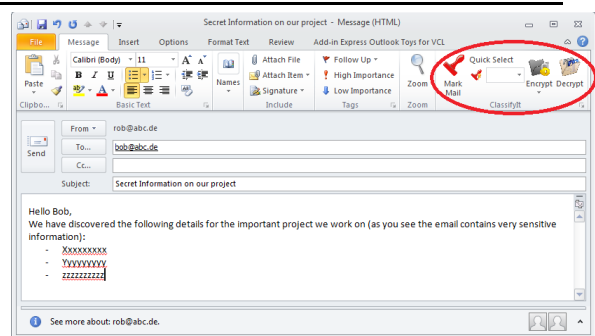 Secret Information on our project - Message (HTML)
File Message Insert Options Format Text Review Add-in Express Outlook Toys for VCL
Calibri (Body) 11 A A Attach File Follow Up Quick Select
Paste B I U Names Attach Item High Importance Zoom Mark Mail Encrypt Decrypt
A Signature Low Importance
Clipbo... Basic Text Include Tags Zoom ClassifyIt
From rob@abc.de
Send To... bob@abc.de
Cc...
Subject: Secret Information on our project
Hello Bob,
We have discovered the following details for the important project we work on (as you see the email contains very sensitive
information):
- Xxxxxxxxx
- Yyyyyyyyy
- zzzzzzzzzz
See more about: rob@abc.de.